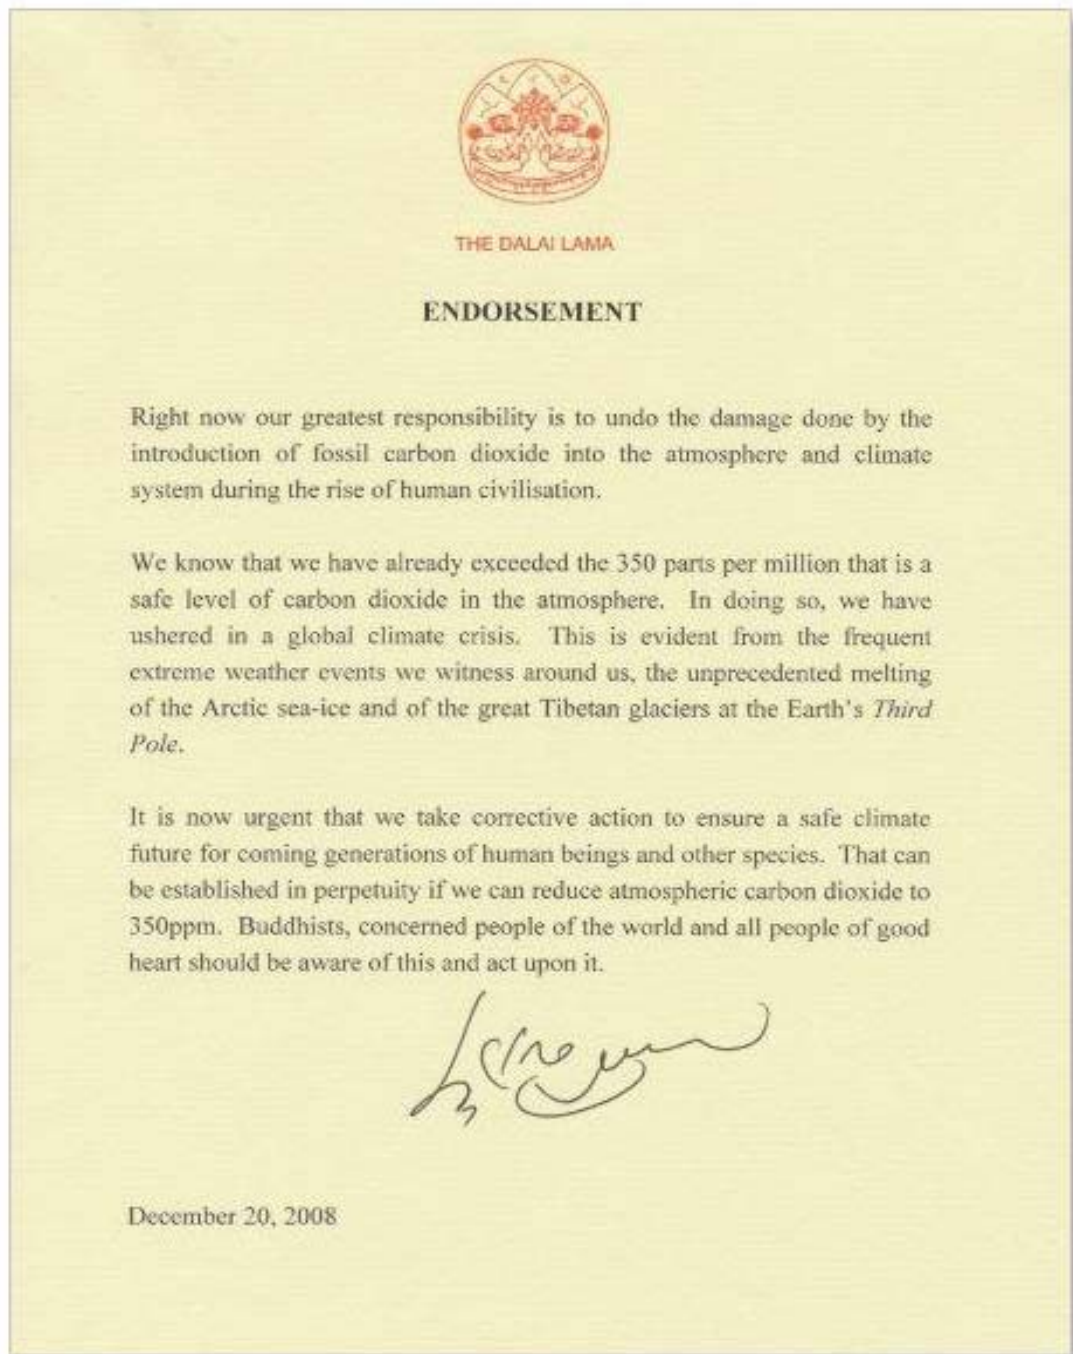 THE DALAI LAMA
ENDORSEMENT
Right now our greatest responsibility is to undo the damage done by the
introduction of fossil carbon dioxide into the atmosphere and climate
system during the rise of human civilisation.
We know that we have already exceeded the 350 parts per million that is a
safe level of carbon dioxide in the atmosphere. In doing so, we have
ushered in a global climate crisis. This is evident from the frequent
extreme weather events we witness around us, the unprecedented melting
of the Arctic sea-ice and of the great Tibetan glaciers at the Earth's Third
Pole.
It is now urgent that we take corrective action to ensure a safe climate
future for coming generations of human beings and other species. That can
be established in perpetuity if we can reduce atmospheric carbon dioxide to
350ppm. Buddhists, concerned people of the world and all people of good
heart should be aware of this and act upon it.
December 20, 2008